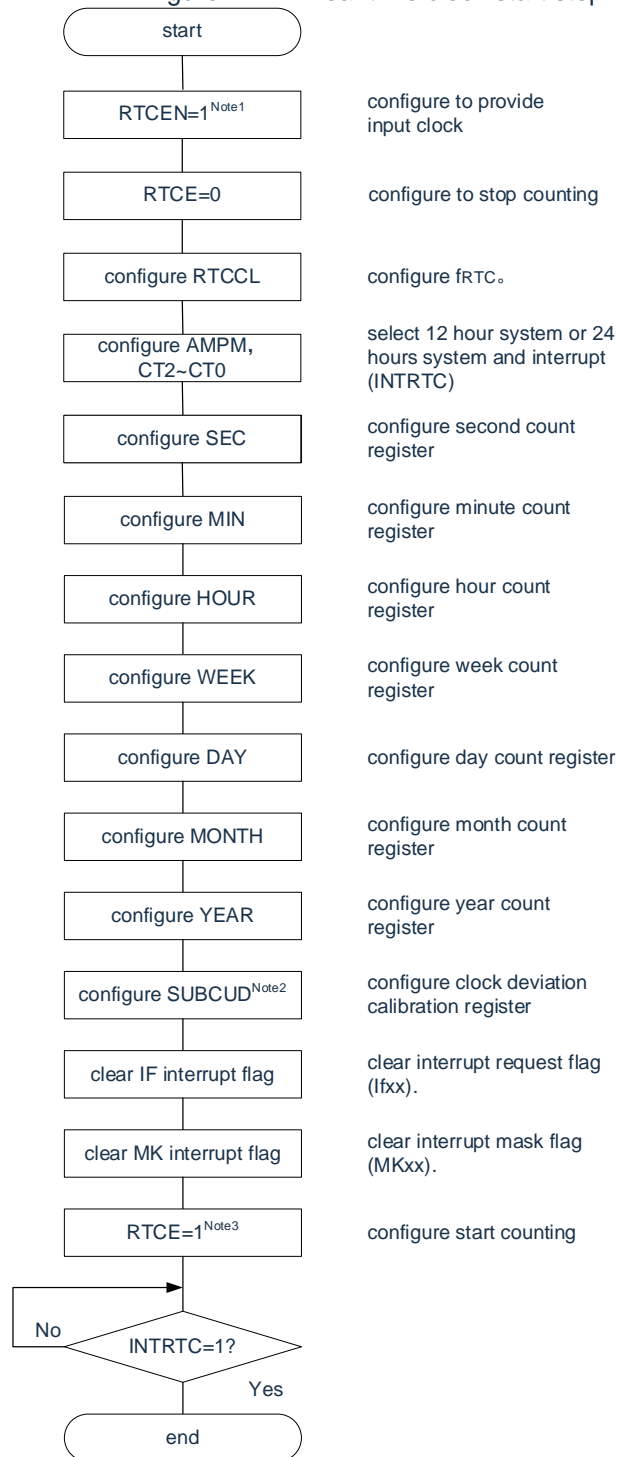 start
RTCEN=1Note1
configure to provide
input clock
RTCE=0
configure to stop counting
configure RTCCL
configure fRTC。
configure AMPM，
CT2~CT0
select 12 hour system or 24
hours system and interrupt
(INTRTC)
configure SEC
configure second count
register
configure MIN
configure minute count
register
configure HOUR
configure hour count
register
configure WEEK
configure week count
register
configure DAY
configure day count register
configure MONTH
configure month count
register
configure YEAR
configure year count
register
configure SUBCUDNote2
configure clock deviation
calibration register
clear IF interrupt flag
clear interrupt request flag
(Ifxx).
clear MK interrupt flag
clear interrupt mask flag
(MKxx).
RTCE=1Note3
configure start counting
No
INTRTC=1?
Yes
end